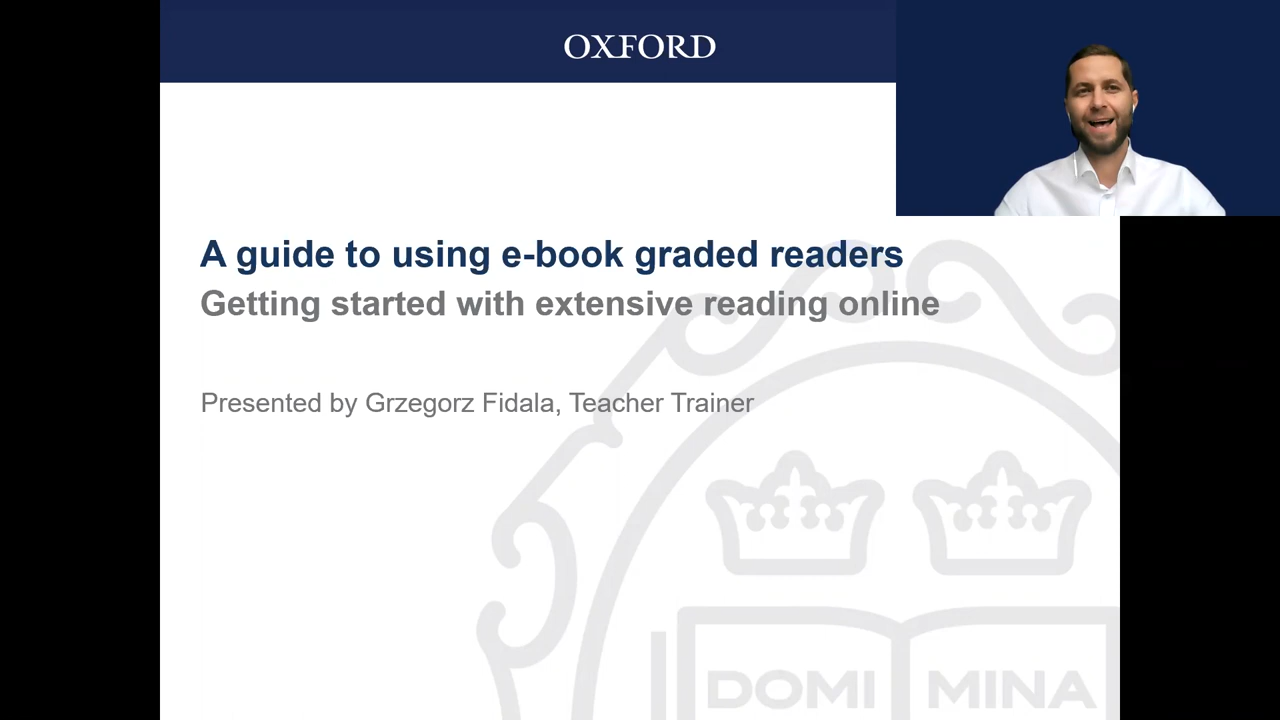 OXFORD
A guide to using e-book graded readers
Getting started with extensive reading online
Presented by Grzegorz Fidala, Teacher Trainer
DOMI MINA